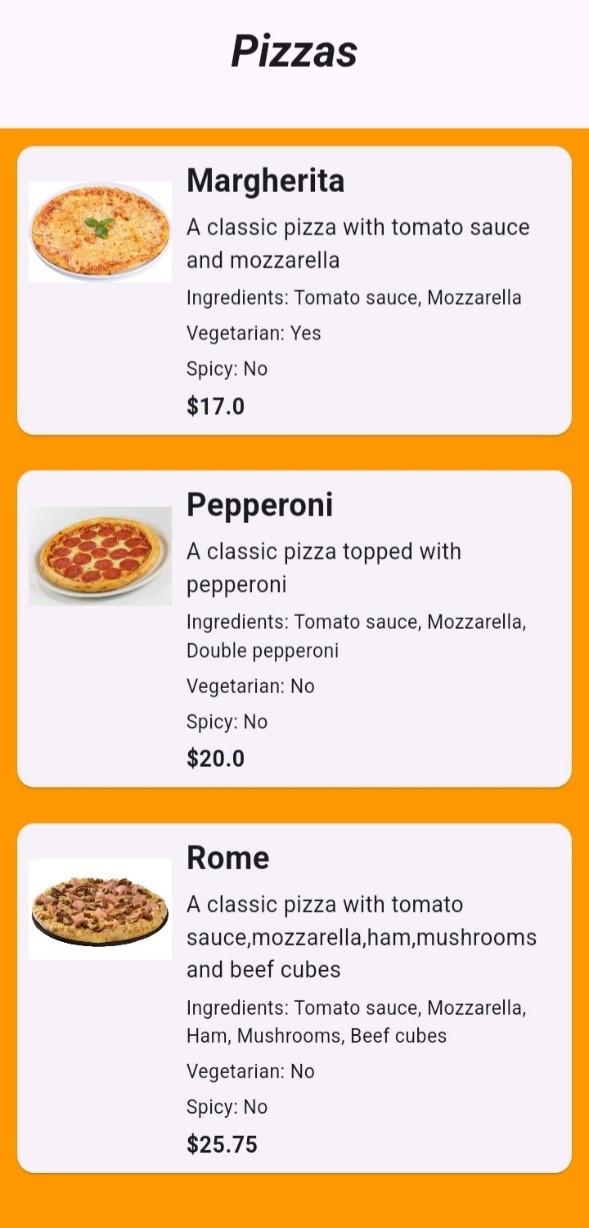 Pizzas
Margherita
A classic pizza with tomato sauce
and mozzarella
Ingredients: Tomato sauce, Mozzarella
Vegetarian: Yes
Spicy: No
$17.0
Pepperoni
A classic pizza topped with
pepperoni
Ingredients: Tomato sauce, Mozzarella,
Double pepperoni
Vegetarian: No
Spicy: No
$20.0
Rome
A classic pizza with tomato
sauce,mozzarella,ham,mushrooms
and beef cubes
Ingredients: Tomato sauce, Mozzarella,
Ham, Mushrooms, Beef cubes
Vegetarian: No
Spicy: No
$25.75